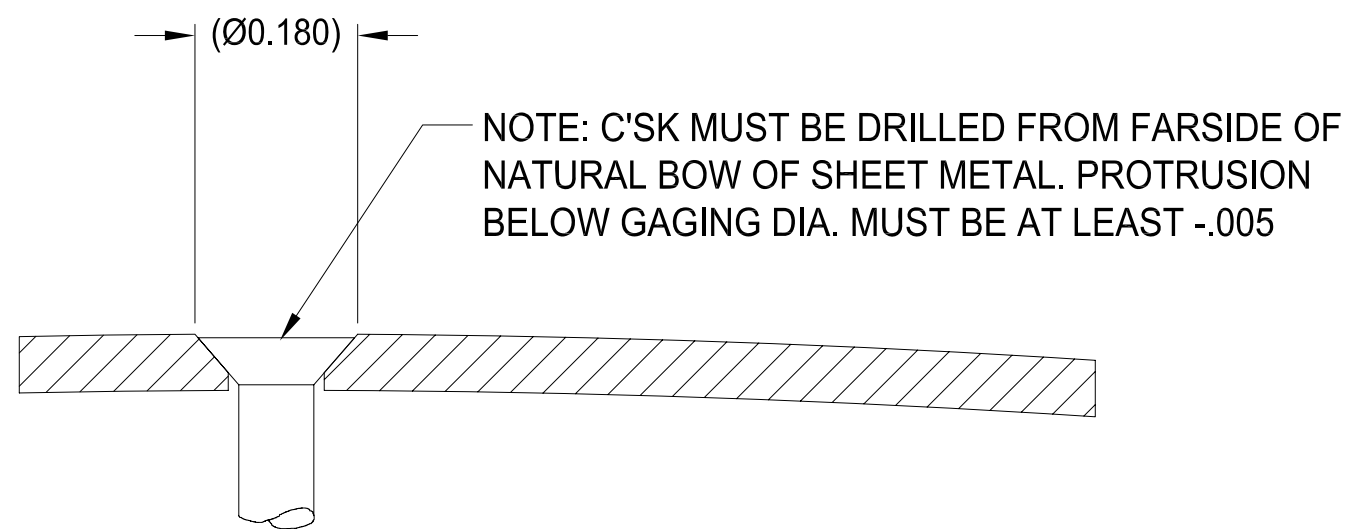 (Ø0.180)
NOTE: C'SK MUST BE DRILLED FROM FARSIDE OF
NATURAL BOW OF SHEET METAL. PROTRUSION
BELOW GAGING DIA. MUST BE AT LEAST -.005